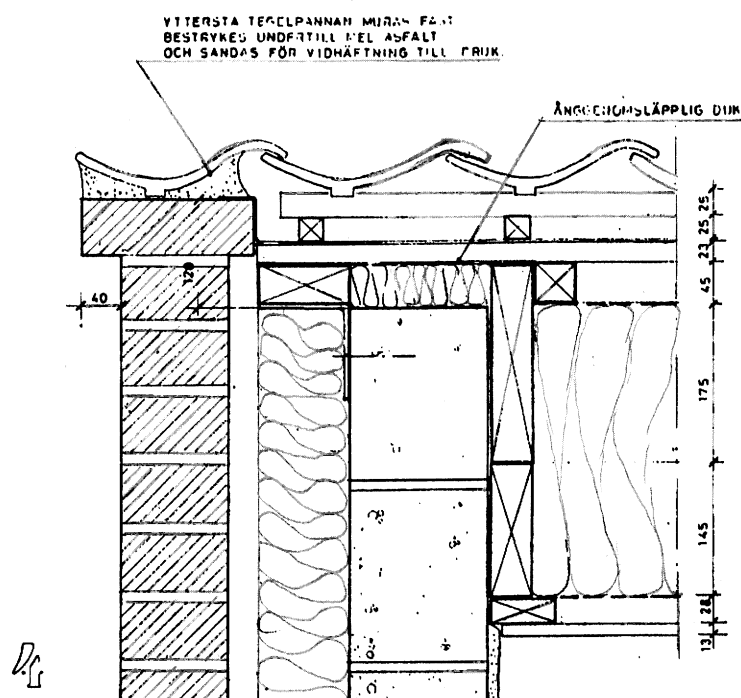 YTTERSTA TEGELPANNAN MURAS FAST
BESTRYKES UNDERTILL MED ASFALT
OCH SANDAS FÖR VIDHÄFTNING TILL BRUK.
ÅNGGENOMSLÄPPLIG DUK
25
25
23
45
120
40
175
145
28
13